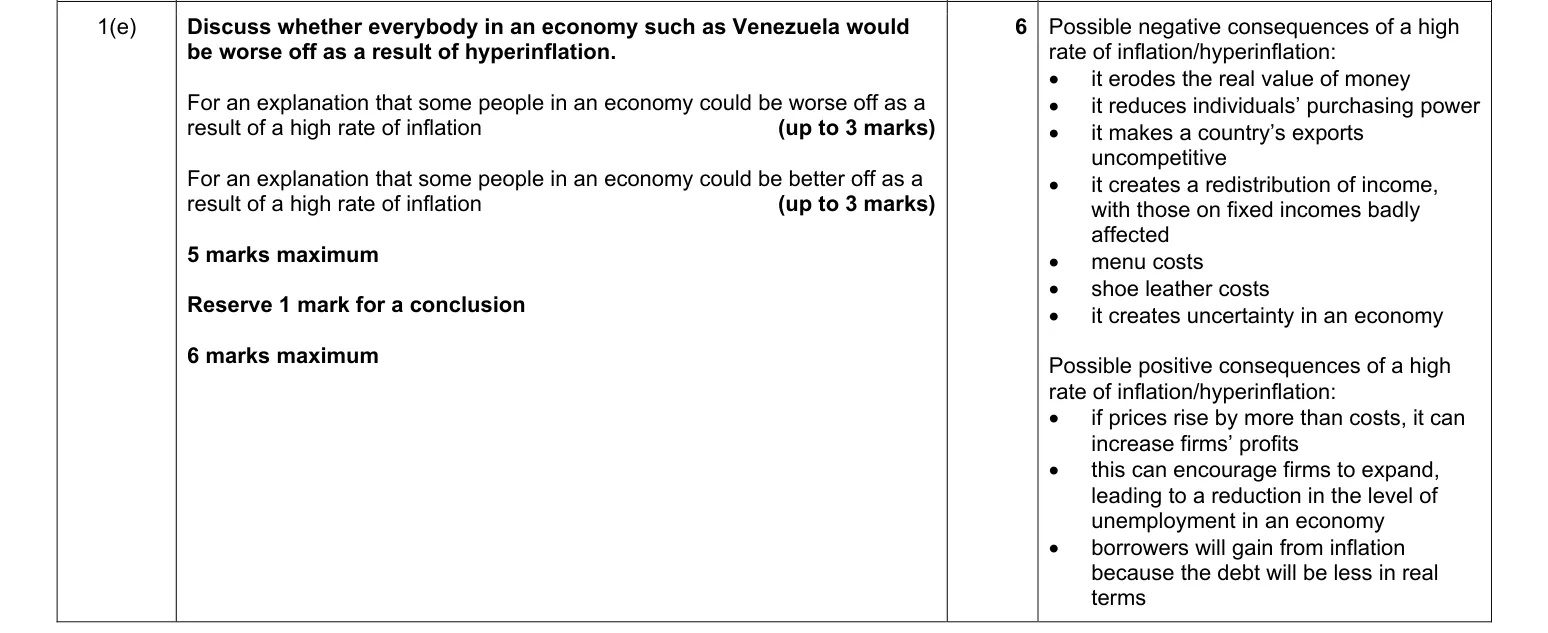 1(e)
Discuss whether everybody in an economy such as Venezuela would
be worse off as a result of hyperinflation.
For an explanation that some people in an economy could be worse off as a
result of a high rate of inflation (up to 3 marks)
For an explanation that some people in an economy could be better off as a
result of a high rate of inflation (up to 3 marks)
5 marks maximum
Reserve 1 mark for a conclusion
6 marks maximum
6
Possible negative consequences of a high
rate of inflation/hyperinflation:
• it erodes the real value of money
• it reduces individuals’ purchasing power
• it makes a country’s exports
uncompetitive
• it creates a redistribution of income,
with those on fixed incomes badly
affected
• menu costs
• shoe leather costs
• it creates uncertainty in an economy
Possible positive consequences of a high
rate of inflation/hyperinflation:
• if prices rise by more than costs, it can
increase firms’ profits
• this can encourage firms to expand,
leading to a reduction in the level of
unemployment in an economy
• borrowers will gain from inflation
because the debt will be less in real
terms